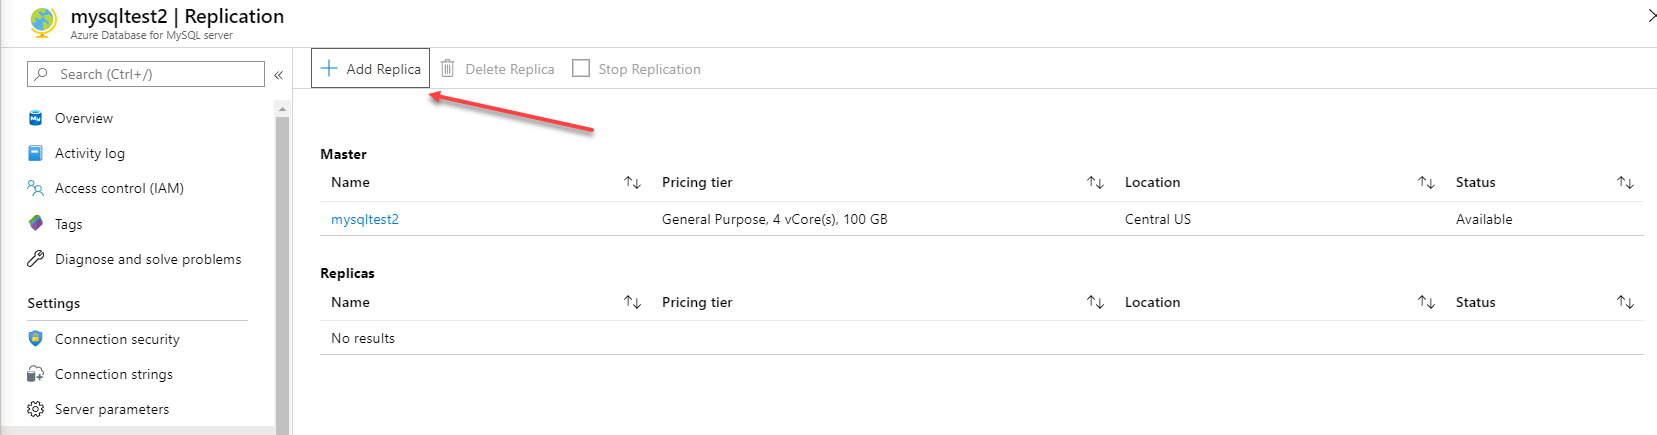 mysqltest2 | Replication
Azure Database for MySQL server
Search (Ctrl+/)
Overview
Activity log
Access control (IAM)
Tags
Diagnose and solve problems
Settings
Connection security
Connection strings
Server parameters
Add Replica Delete Replica Stop Replication
Master
Name Pricing tier Location Status
mysqltest2 General Purpose, 4 vCore(s), 100 GB Central US Available
Replicas
Name Pricing tier Location Status
No results